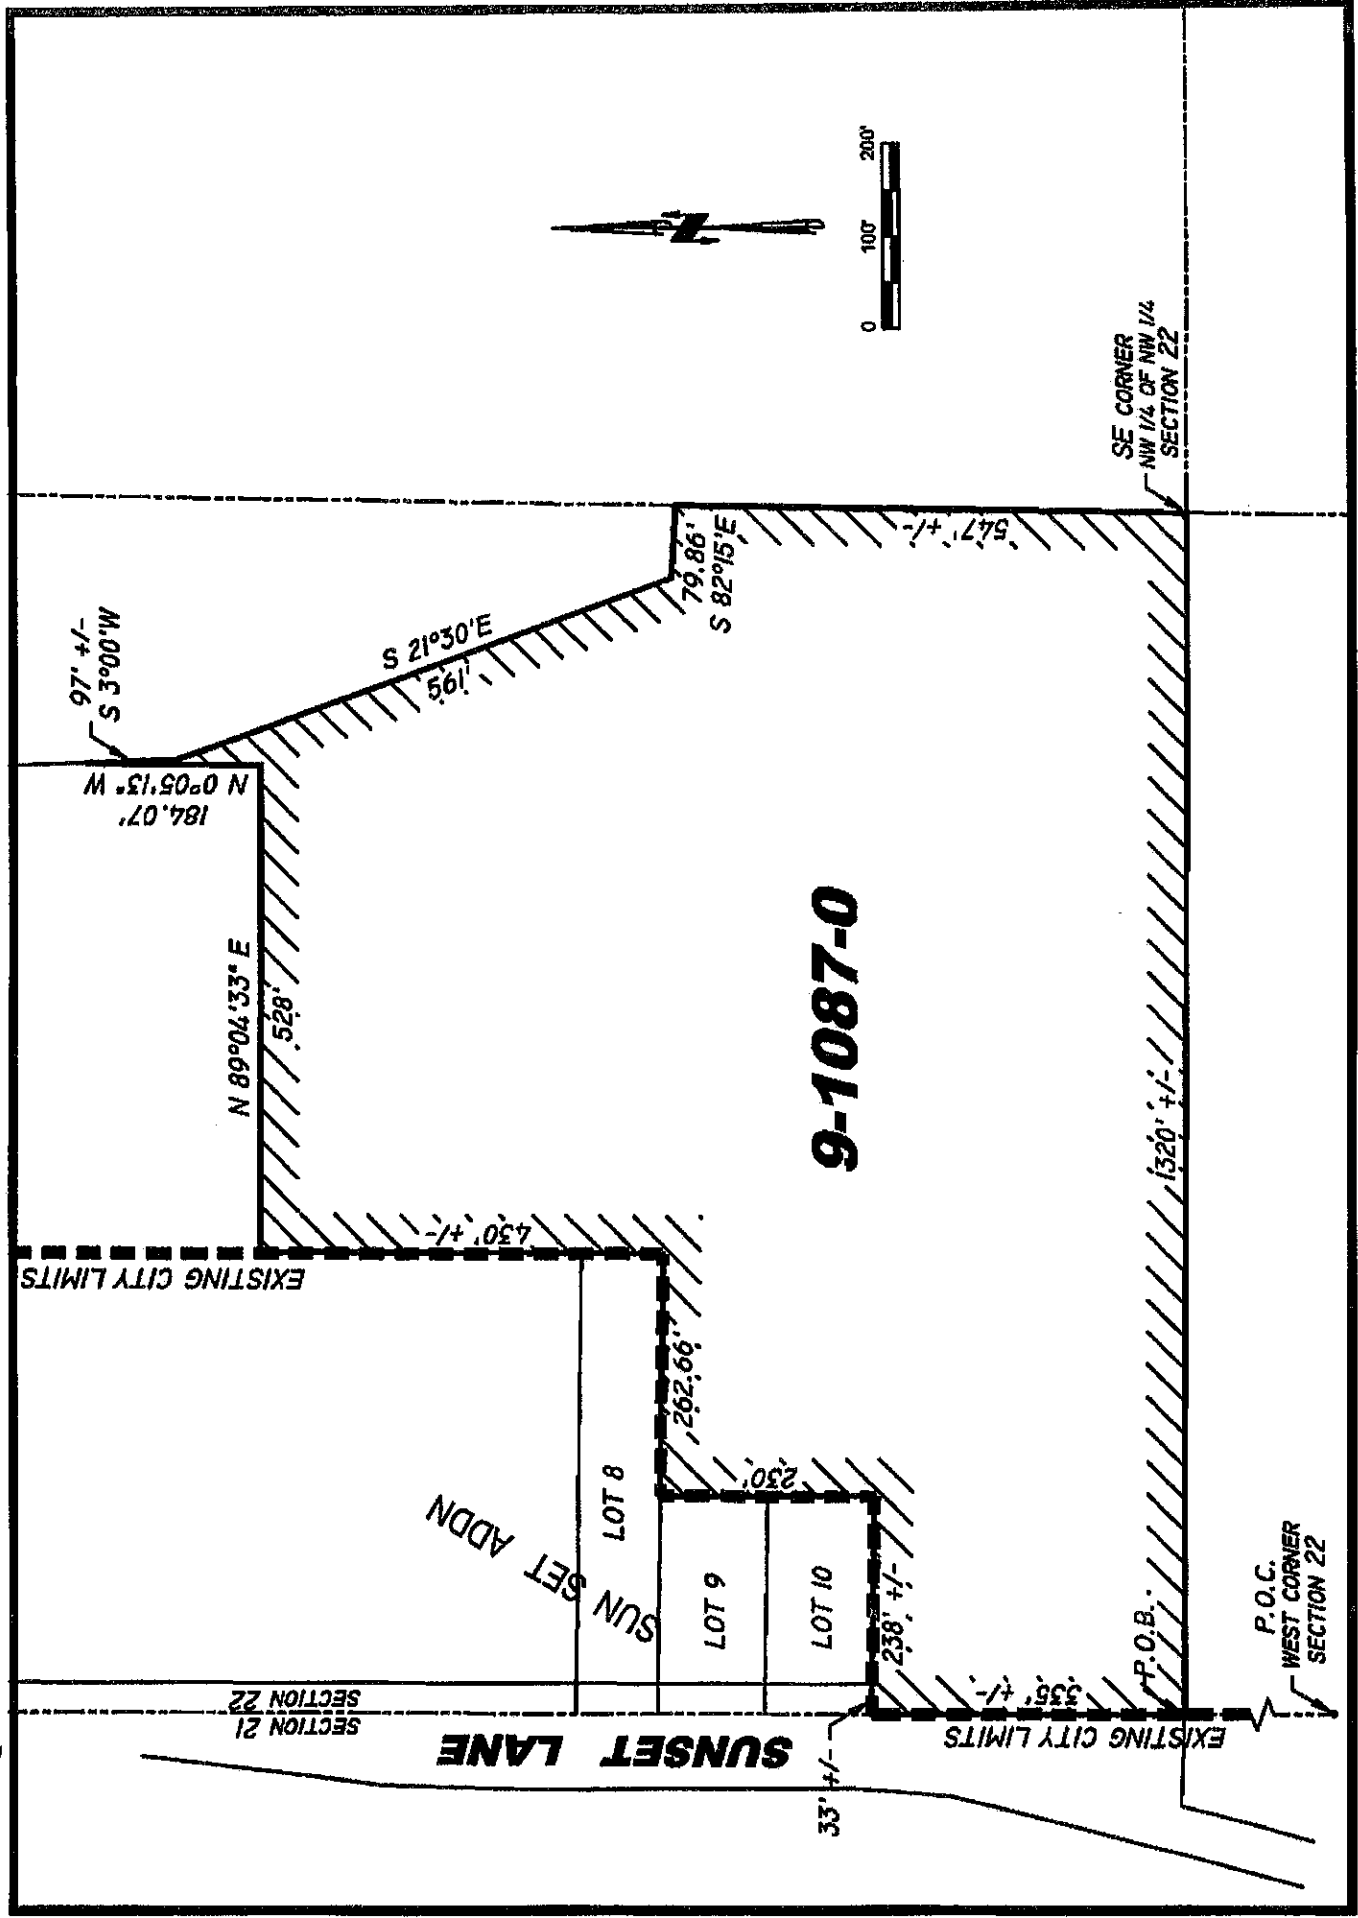 97' +/-
S 3°00'W
N 0°05'13" W
184.07'
S 21°30'E
561'
79.86'
S 82°15'E
547' +/-
SE CORNER
NW 1/4 OF NW 1/4
SECTION 22
N
0 100' 200'
N 89°04'33" E
528'
EXISTING CITY LIMITS
430' +/-
262.66'
230'
LOT 8
SUN SET ADDN
LOT 9
LOT 10
238' +/-
335' +/-
P.O.B.
9-1087-0
1320' +/-
SECTION 22
SECTION 21
SUNSET LANE
33' +/-
EXISTING CITY LIMITS
P.O.C.
WEST CORNER
SECTION 22